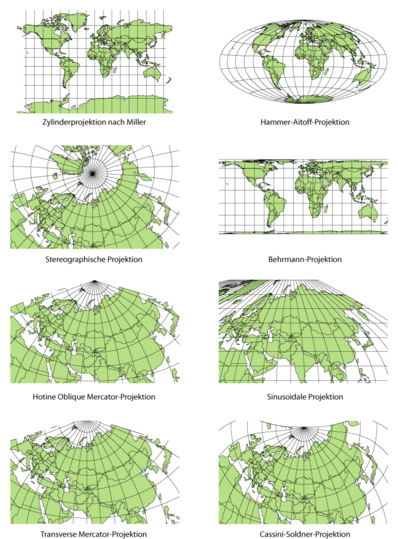 Zylinderprojektion nach Miller
Hammer-Aitoff-Projektion
Stereographische Projektion
Behrmann-Projektion
Hotine Oblique Mercator-Projektion
Sinusoidale Projektion
Transverse Mercator-Projektion
Cassini-Soldner-Projektion